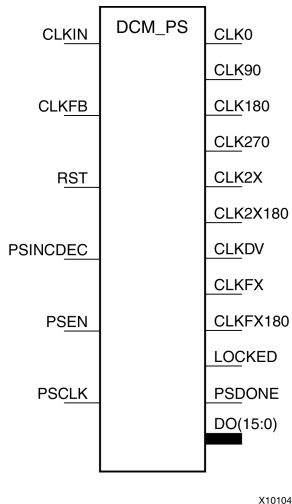 DCM_PS
CLKIN
CLKFB
RST
PSINCDEC
PSEN
PSCLK
CLK0
CLK90
CLK180
CLK270
CLK2X
CLK2X180
CLKDV
CLKFX
CLKFX180
LOCKED
PSDONE
DO(15:0)
X10104